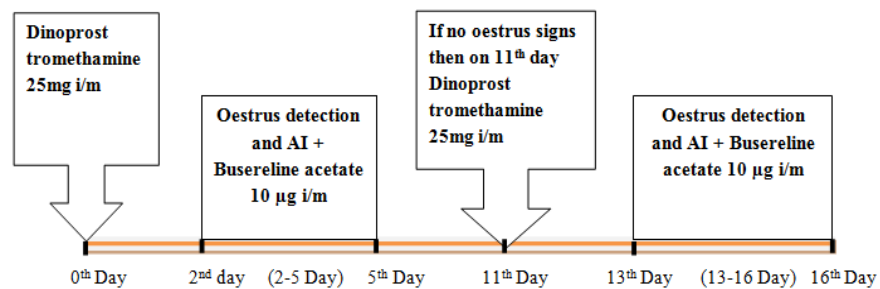 Dinoprost
tromethamine
25mg i/m
Oestrus detection
and AI +
Busereline acetate
10 µg i/m
If no oestrus signs
then on 11th day
Dinoprost
tromethamine
25mg i/m
Oestrus detection
and AI + Busereline
acetate 10 µg i/m
0th Day 2nd day (2-5 Day) 5th Day 11th Day 13th Day (13-16 Day) 16th Day